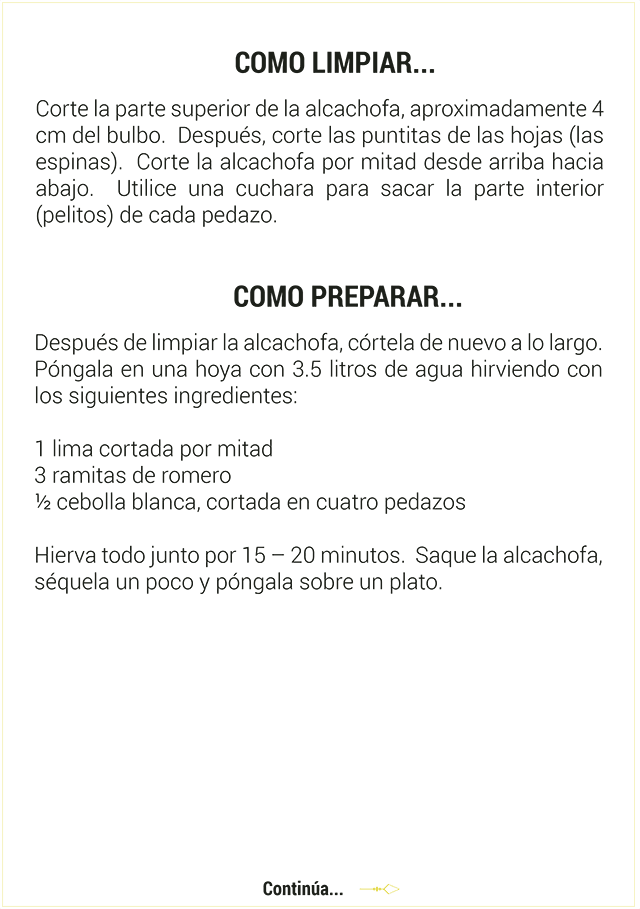 COMO LIMPIAR...
Corte la parte superior de la alcachofa, aproximadamente 4
cm del bulbo.  Después, corte las puntitas de las hojas (las
espinas).  Corte la alcachofa por mitad desde arriba hacia
abajo.  Utilice una cuchara para sacar la parte interior
(pelitos) de cada pedazo.
COMO PREPARAR...
Después de limpiar la alcachofa, córtela de nuevo a lo largo.
Póngala en una hoya con 3.5 litros de agua hirviendo con
los siguientes ingredientes:
1 lima cortada por mitad
3 ramitas de romero
½ cebolla blanca, cortada en cuatro pedazos
Hierva todo junto por 15 – 20 minutos.  Saque la alcachofa,
séquela un poco y póngala sobre un plato.
Continúa...